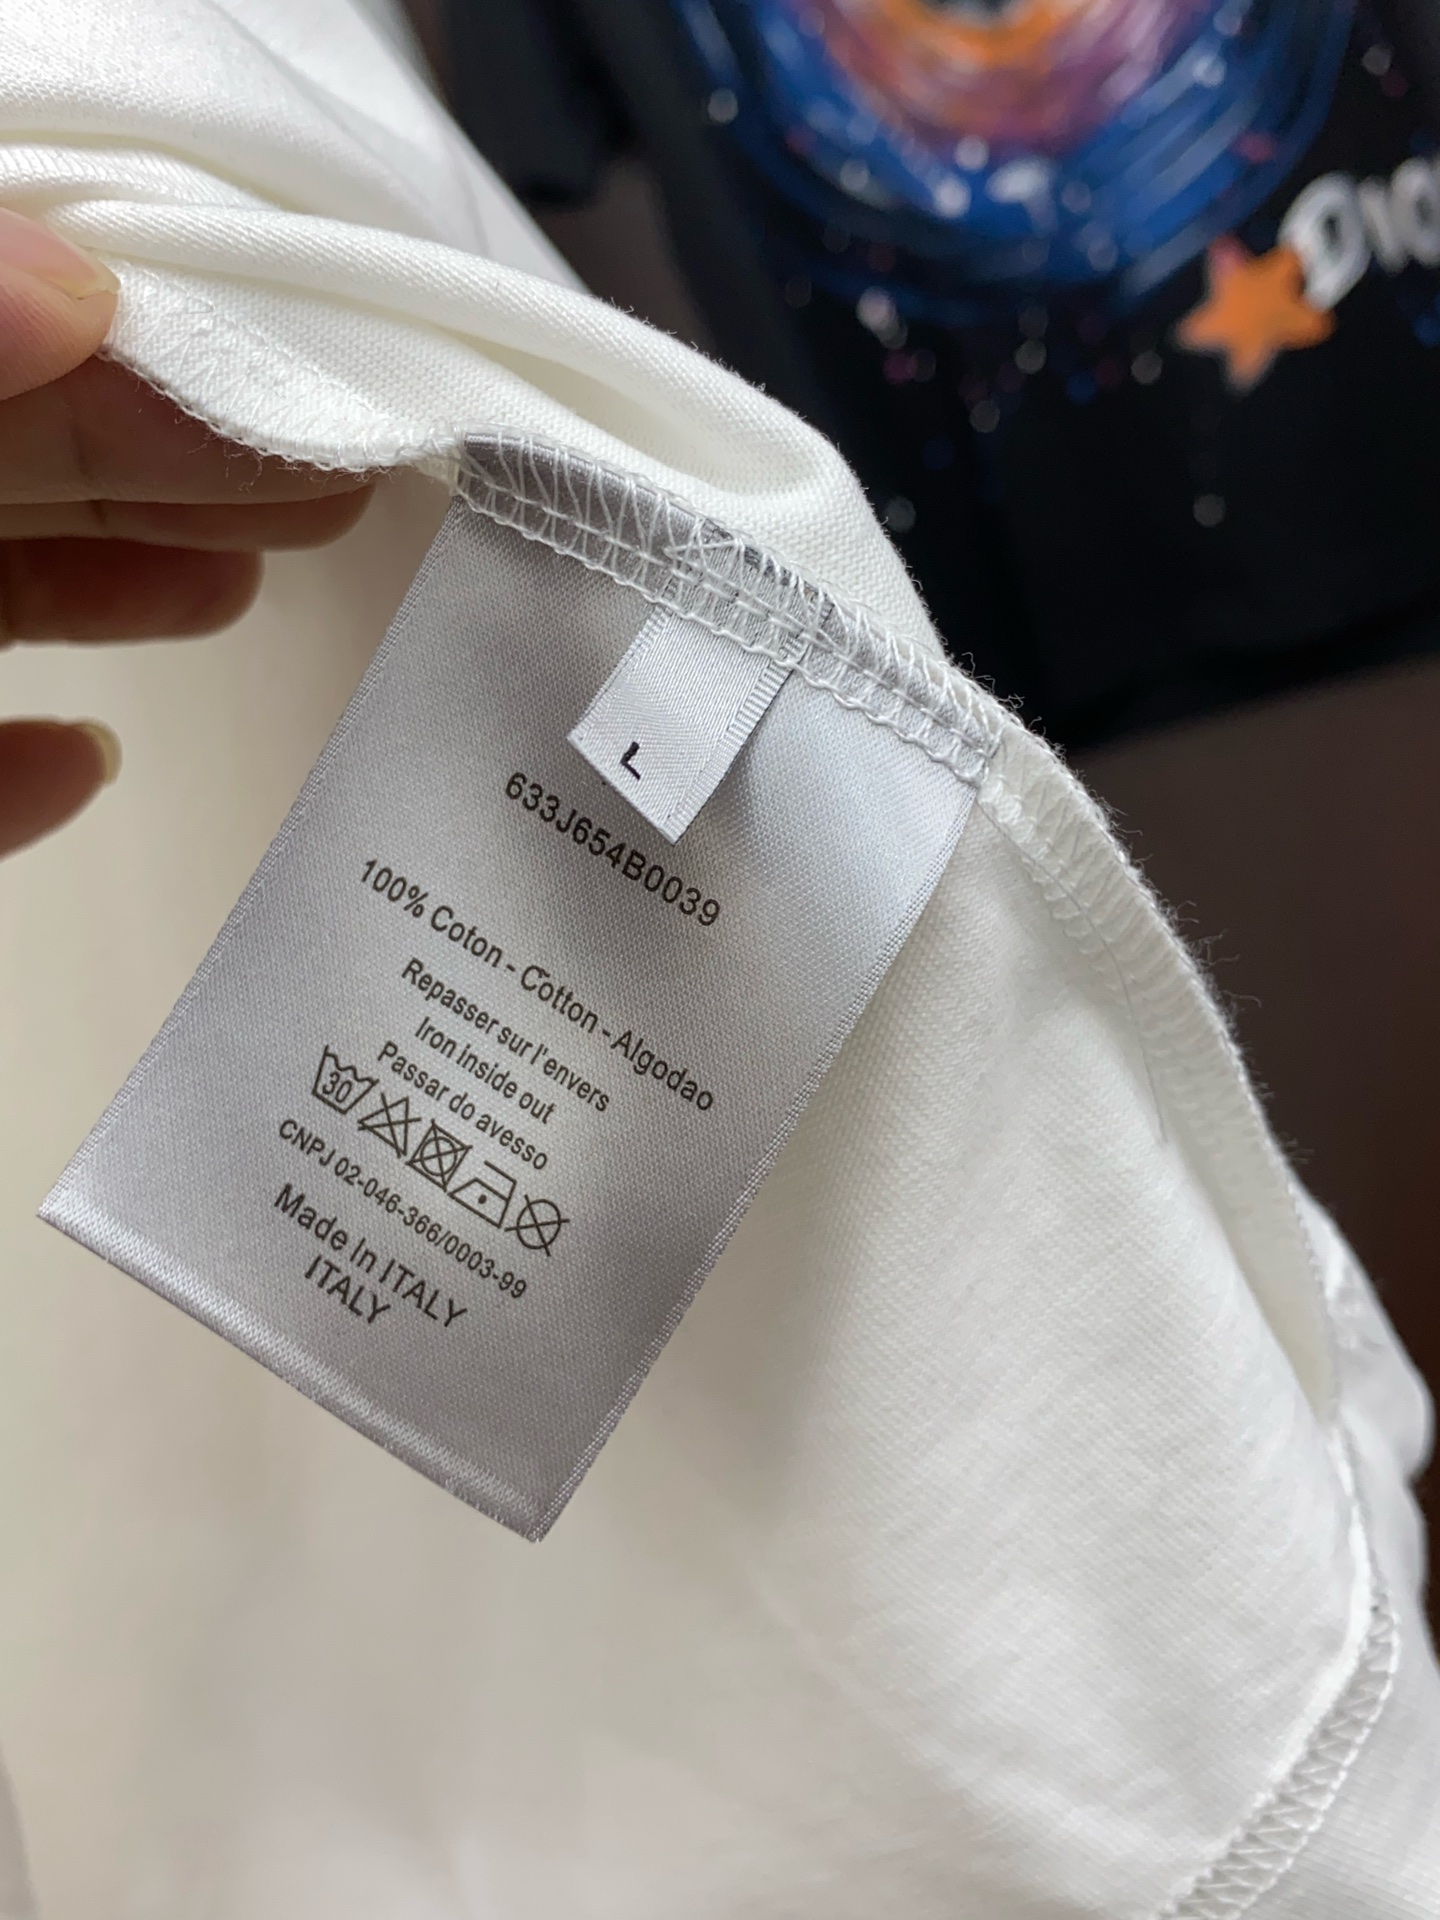 DIO
L
633J654B0039
100% Coton - Cotton - Algodao
Repasser sur l'envers
Iron inside out
Passar do avesso
30
CNPJ 02-046-366/0003-99
Made In ITALY
ITALY